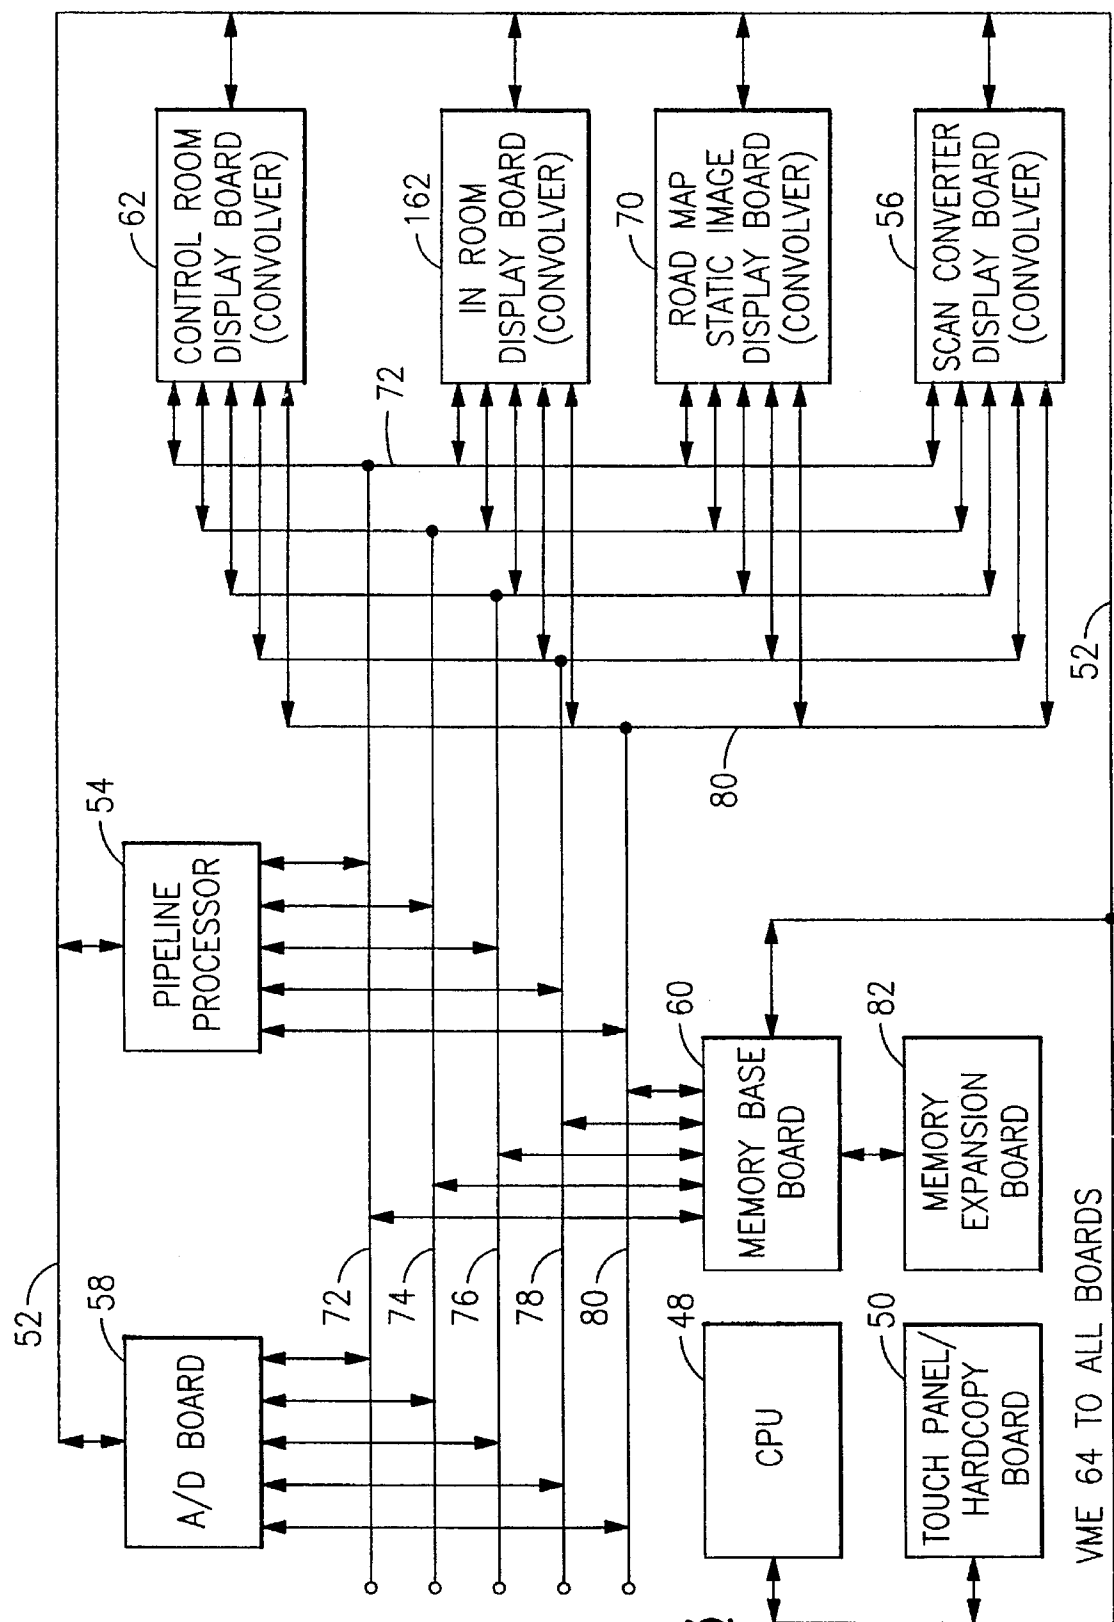 52
58
A/D BOARD
54
PIPELINE
PROCESSOR
62
CONTROL ROOM
DISPLAY BOARD
(CONVOLVER)
162
IN ROOM
DISPLAY BOARD
(CONVOLVER)
70
ROAD MAP
STATIC IMAGE
DISPLAY BOARD
(CONVOLVER)
56
SCAN CONVERTER
DISPLAY BOARD
(CONVOLVER)
72
72
74
76
78
80
80
52
48
CPU
60
MEMORY BASE
BOARD
50
TOUCH PANEL/
HARDCOPY
BOARD
82
MEMORY
EXPANSION
BOARD
VME 64 TO ALL BOARDS